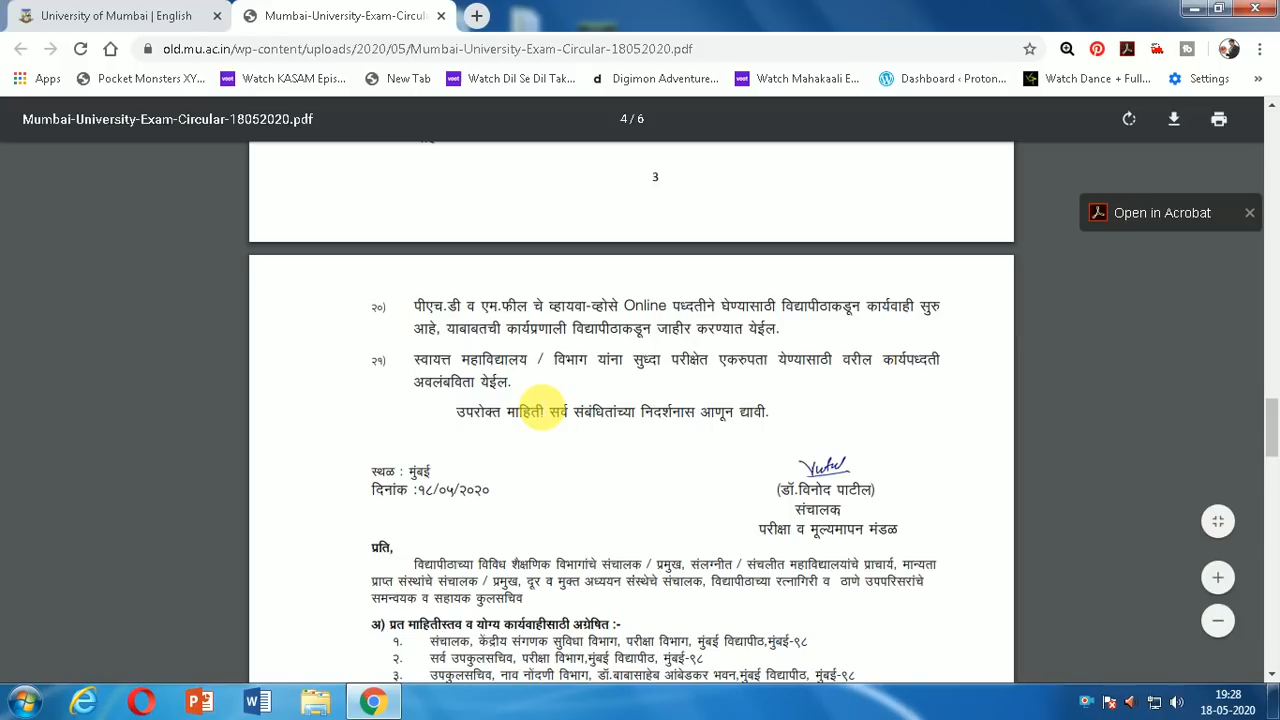 University of Mumbai | English
Mumbai-University-Exam-Circul
old.mu.ac.in/wp-content/uploads/2020/05/Mumbai-University-Exam-Circular-18052020.pdf
Apps Pocket Monsters XY... Watch KASAM Epis... New Tab Watch Dil Se Dil Tak... Digimon Adventure... Watch Mahakaali E... Dashboard ‹ Proton... Watch Dance + Full... Settings »
Mumbai-University-Exam-Circular-18052020.pdf 4 / 6
3
Open in Acrobat
२०) पीएच.डी व एम.फील चे व्हायवा-व्होसे Online पध्दतीने घेण्यासाठी विद्यापीठाकडून कार्यवाही सुरु
आहे, याबाबतची कार्यप्रणाली विद्यापीठाकडून जाहीर करण्यात येईल.
२१) स्वायत्त महाविद्यालय / विभाग यांना सुध्दा परीक्षेत एकरुपता येण्यासाठी वरील कार्यपध्दती
अवलंबविता येईल.
उपरोक्त माहिती सर्व संबंधितांच्या निदर्शनास आणून द्यावी.
स्थळ : मुंबई
दिनांक :१८/०५/२०२०
(डॉ.विनोद पाटील)
संचालक
परीक्षा व मूल्यमापन मंडळ
प्रति,
विद्यापीठाच्या विविध शैक्षणिक विभागांचे संचालक / प्रमुख, संलग्नीत / संचलीत महाविद्यालयांचे प्राचार्य, मान्यता
प्राप्त संस्थांचे संचालक / प्रमुख, दूर व मुक्त अध्ययन संस्थेचे संचालक, विद्यापीठाच्या रत्नागिरी व ठाणे उपपरिसरांचे
समन्वयक व सहायक कुलसचिव
अ) प्रत माहितीस्तव व योग्य कार्यवाहीसाठी अग्रेषित :-
१. संचालक, केंद्रीय संगणक सुविधा विभाग, परीक्षा विभाग, मुंबई विद्यापीठ,मुंबई-९८
२. सर्व उपकुलसचिव, परीक्षा विभाग,मुंबई विद्यापीठ, मुंबई-९८
३. उपकुलसचिव, नाव नोंदणी विभाग, डॉ.बाबासाहेब आंबेडकर भवन,मुंबई विद्यापीठ, मुंबई-९८
19:28
18-05-2020